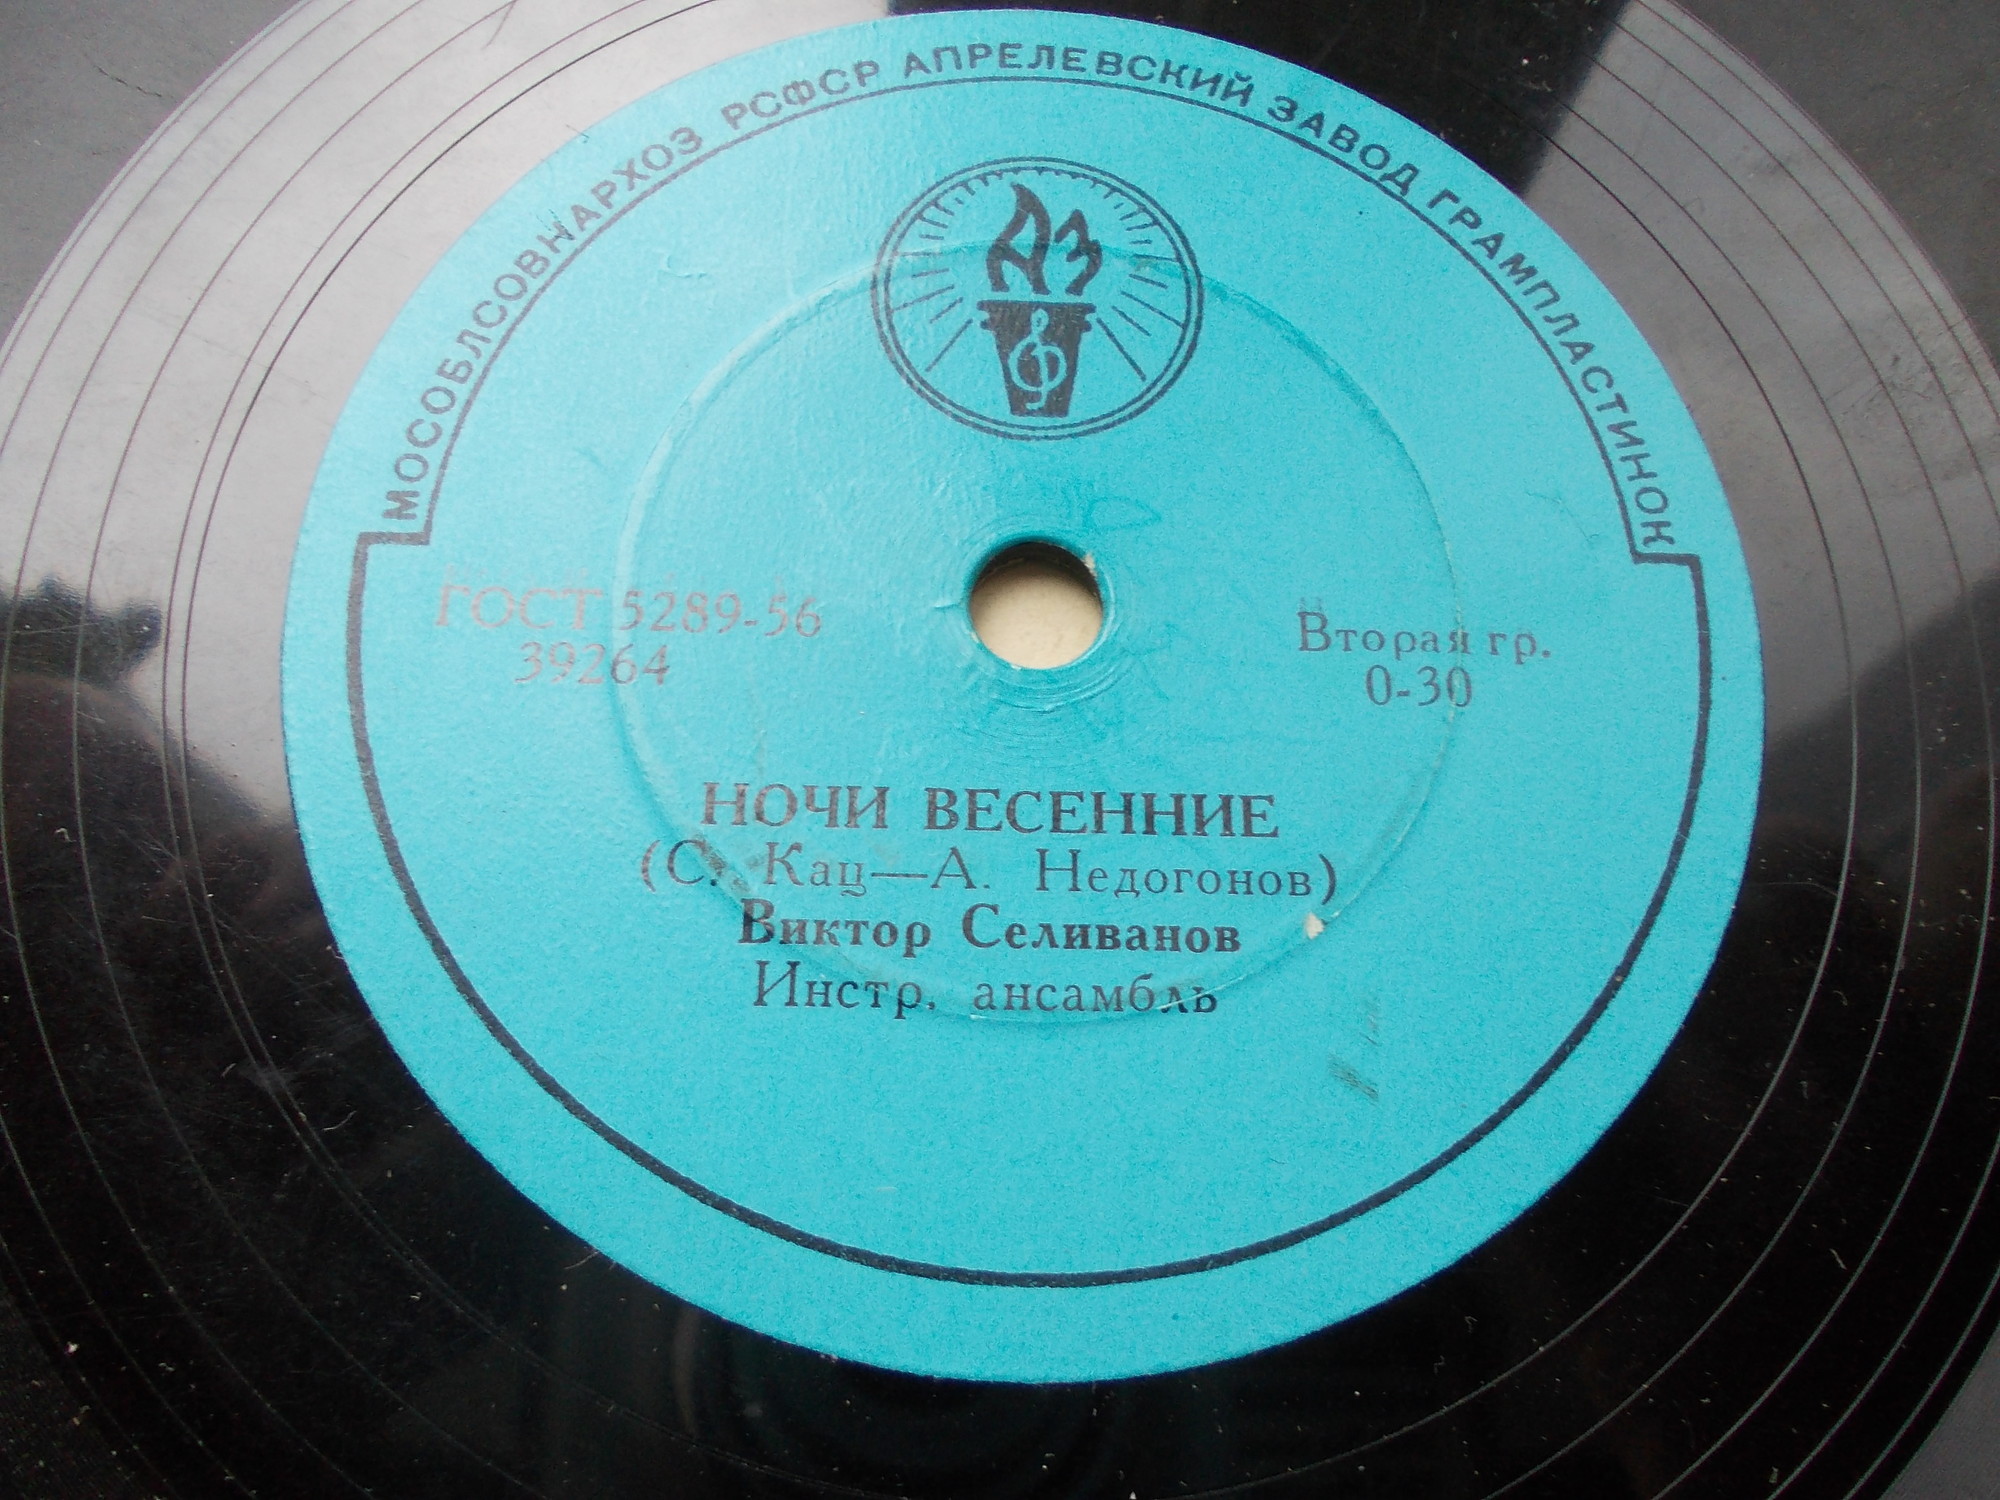 МОСОБЛСОВНАРХОЗ РСФСР АПРЕЛЕВСКИЙ ЗАВОД ГРАМПЛАСТИНОК
АЗ
ГОСТ 5289-56
39264
Вторая гр.
0-30
НОЧИ ВЕСЕННИЕ
(С. Кац—А. Недогонов)
Виктор Селиванов
Инстр. ансамбль